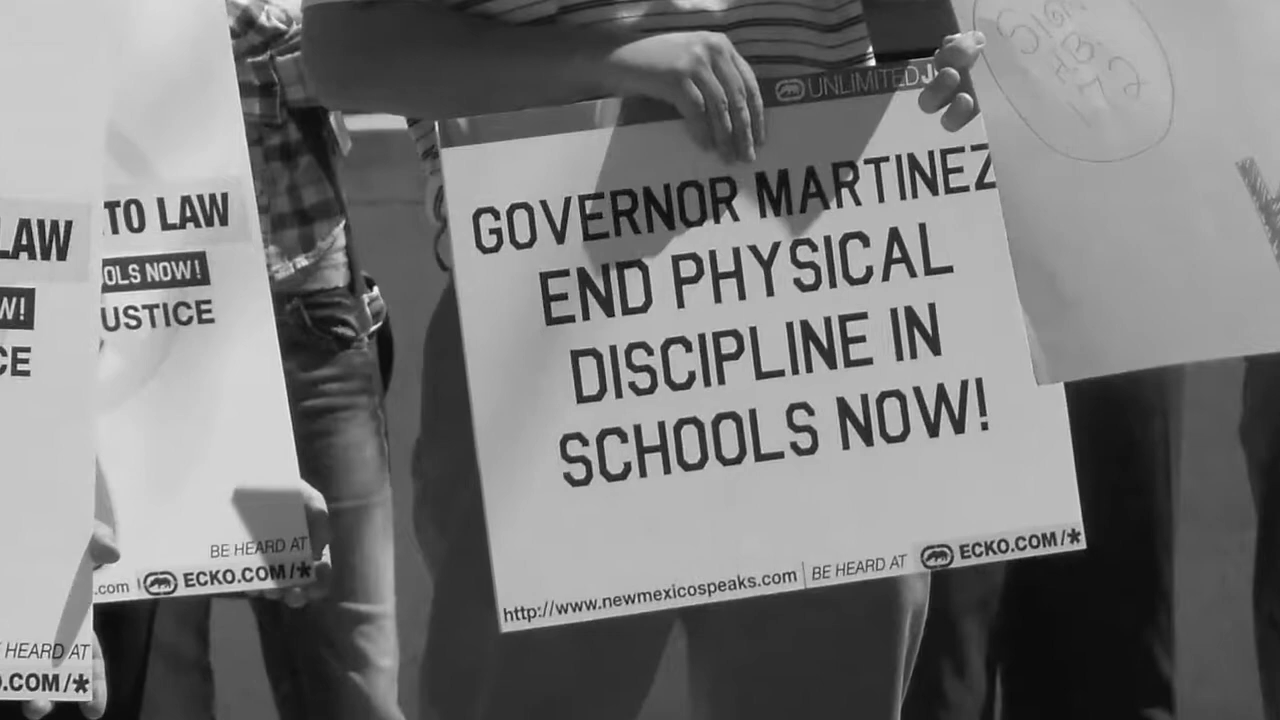 LAW
W!
CE
E HEARD AT
O.COM/*
TO LAW
OLS NOW!
USTICE
BE HEARD AT
.com ECKO.COM/*
UNLIMITED
GOVERNOR MARTINEZ
END PHYSICAL
DISCIPLINE IN
SCHOOLS NOW!
http://www.newmexicospeaks.com BE HEARD AT ECKO.COM/*
SIGN